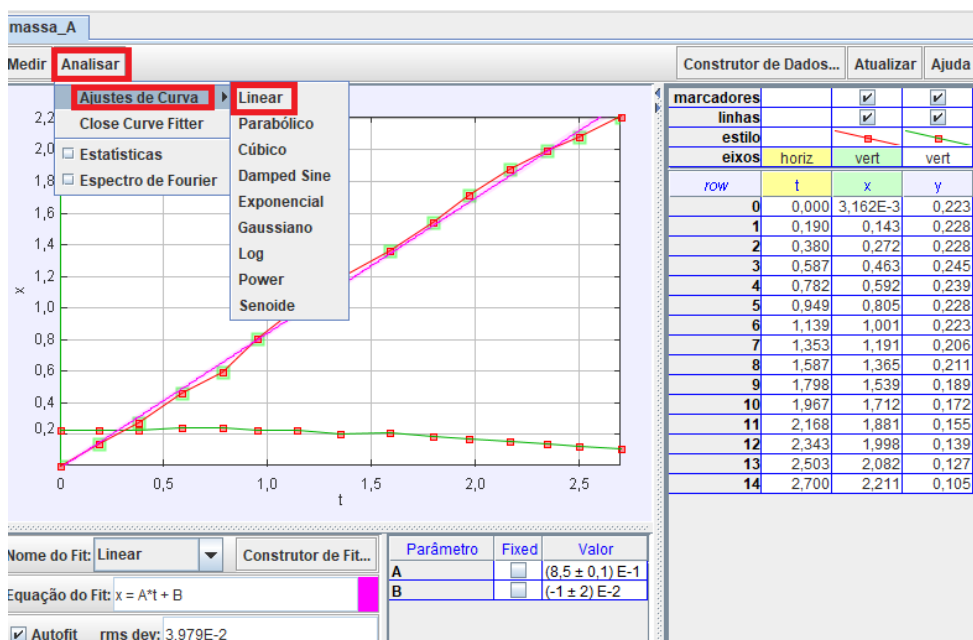 massa_A
Medir Analisar Construtor de Dados... Atualizar Ajuda
Ajustes de Curva
Close Curve Fitter
Estatísticas
Espectro de Fourier
Linear
Parabólico
Cúbico
Damped Sine
Exponencial
Gaussiano
Log
Power
Senoide
2,2
2,0
1,8
1,6
1,4
1,2
1,0
0,8
0,6
0,4
0,2
x
0 0,5 1,0 1,5 2,0 2,5
t
marcadores
linhas
estilo
eixos horiz vert vert
row t x y
0 0,000 3,162E-3 0,223
1 0,190 0,143 0,228
2 0,380 0,272 0,228
3 0,587 0,463 0,245
4 0,782 0,592 0,239
5 0,949 0,805 0,228
6 1,139 1,001 0,223
7 1,353 1,191 0,206
8 1,587 1,365 0,211
9 1,798 1,539 0,189
10 1,967 1,712 0,172
11 2,168 1,881 0,155
12 2,343 1,998 0,139
13 2,503 2,082 0,127
14 2,700 2,211 0,105
Nome do Fit: Linear Construtor de Fit...
Equação do Fit: x = A*t + B
Autofit rms dev: 3,979E-2
Parâmetro Fixed Valor
A (8,5 ± 0,1) E-1
B (-1 ± 2) E-2